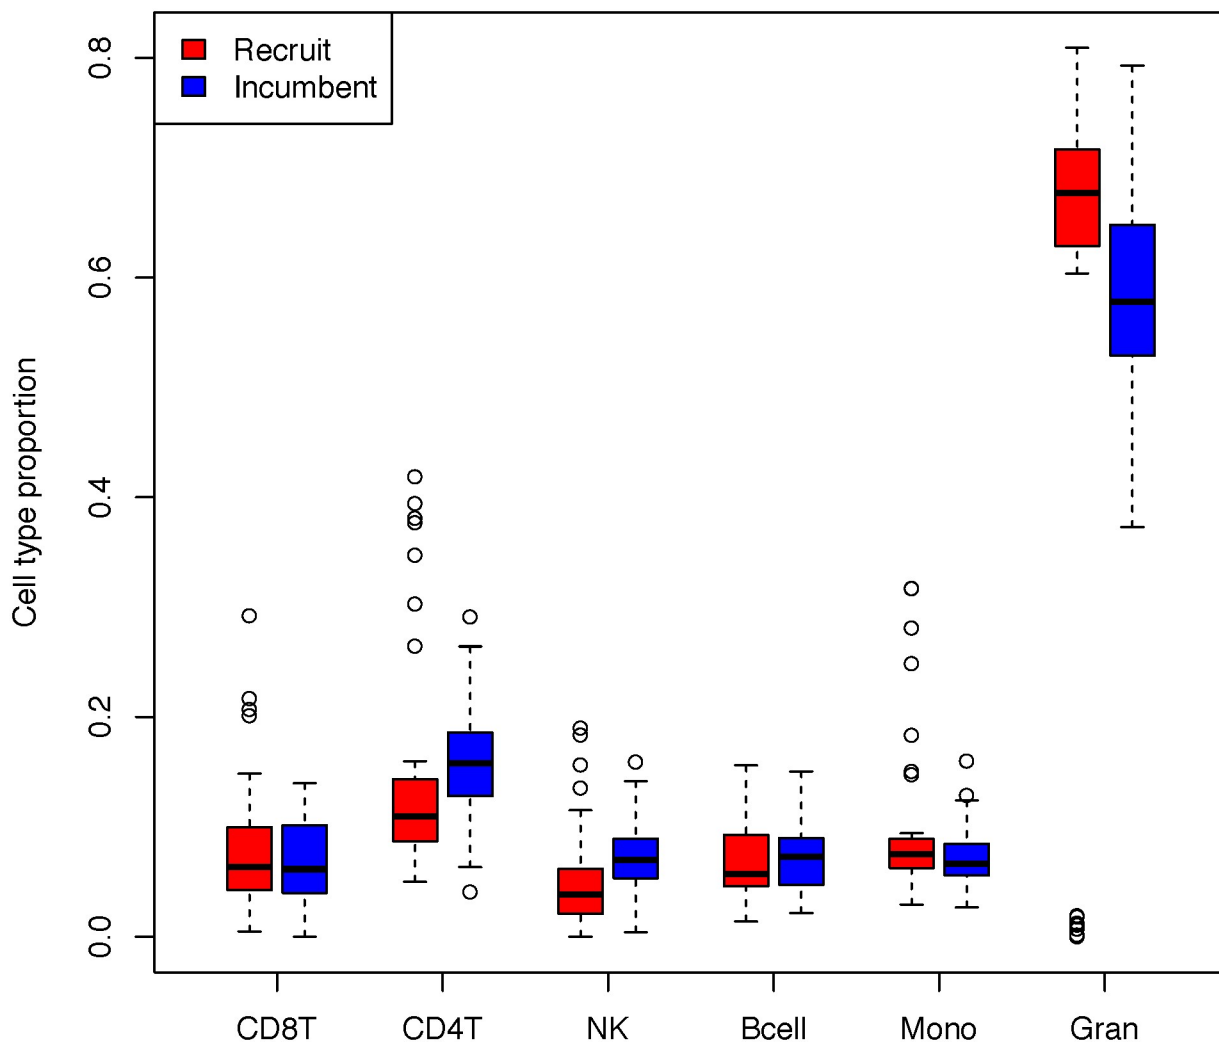 Recruit
Incumbent
Cell type proportion
0.8
0.6
0.4
0.2
0.0
CD8T CD4T NK Bcell Mono Gran